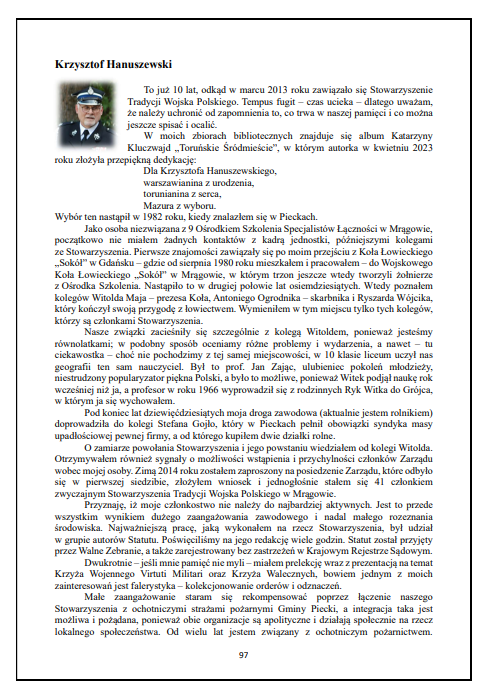 Krzysztof Hanuszewski
To już 10 lat, odkąd w marcu 2013 roku zawiązało się Stowarzyszenie
Tradycji Wojska Polskiego. Tempus fugit – czas ucieka – dlatego uważam,
że należy uchronić od zapomnienia to, co trwa w naszej pamięci i co można
jeszcze spisać i ocalić.
W moich zbiorach bibliotecznych znajduje się album Katarzyny
Kluczwajd „Toruńskie Śródmieście”, w którym autorka w kwietniu 2023
roku złożyła przepiękną dedykację:
Dla Krzysztofa Hanuszewskiego,
warszawianina z urodzenia,
torunianina z serca,
Mazura z wyboru.
Wybór ten nastąpił w 1982 roku, kiedy znalazłem się w Pieckach.
Jako osoba niezwiązana z 9 Ośrodkiem Szkolenia Specjalistów Łączności w Mrągowie,
początkowo nie miałem żadnych kontaktów z kadrą jednostki, późniejszymi kolegami
ze Stowarzyszenia. Pierwsze znajomości zawiązały się po moim przejściu z Koła Łowieckiego
„Sokół” w Gdańsku – gdzie od sierpnia 1980 roku mieszkałem i pracowałem – do Wojskowego
Koła Łowieckiego „Sokół” w Mrągowie, w którym trzon jeszcze wtedy tworzyli żołnierze
z Ośrodka Szkolenia. Nastąpiło to w drugiej połowie lat osiemdziesiątych. Wtedy poznałem
kolegów Witolda Maja – prezesa Koła, Antoniego Ogrodnika – skarbnika i Ryszarda Wójcika,
który kończył swoją przygodę z łowiectwem. Wymieniłem w tym miejscu tylko tych kolegów,
którzy są członkami Stowarzyszenia.
Nasze związki zacieśniły się szczególnie z kolegą Witoldem, ponieważ jesteśmy
równolatkami; w podobny sposób oceniamy różne problemy i wydarzenia, a nawet – tu
ciekawostka – choć nie pochodzimy z tej samej miejscowości, w 10 klasie liceum uczył nas
geografii ten sam nauczyciel. Był to prof. Jan Zając, ulubieniec pokoleń młodzieży,
niestrudzony popularyzator piękna Polski, a było to możliwe, ponieważ Witek podjął naukę rok
wcześniej niż ja, a profesor w roku 1966 wyprowadził się z rodzinnych Ryk Witka do Grójca,
w którym ja się wychowałem.
Pod koniec lat dziewięćdziesiątych moja droga zawodowa (aktualnie jestem rolnikiem)
doprowadziła do kolegi Stefana Gojło, który w Pieckach pełnił obowiązki syndyka masy
upadłościowej pewnej firmy, a od którego kupiłem dwie działki rolne.
O zamiarze powołania Stowarzyszenia i jego powstaniu wiedziałem od kolegi Witolda.
Otrzymywałem również sygnały o możliwości wstąpienia i przychylności członków Zarządu
wobec mojej osoby. Zimą 2014 roku zostałem zaproszony na posiedzenie Zarządu, które odbyło
się w pierwszej siedzibie, złożyłem wniosek i jednogłośnie stałem się 41 członkiem
zwyczajnym Stowarzyszenia Tradycji Wojska Polskiego w Mrągowie.
Przyznaję, iż moje członkostwo nie należy do najbardziej aktywnych. Jest to przede
wszystkim wynikiem dużego zaangażowania zawodowego i nadal małego rozeznania
środowiska. Najważniejszą pracę, jaką wykonałem na rzecz Stowarzyszenia, był udział
w grupie autorów Statutu. Poświęciliśmy na jego redakcję wiele godzin. Statut został przyjęty
przez Walne Zebranie, a także zarejestrowany bez zastrzeżeń w Krajowym Rejestrze Sądowym.
Dwukrotnie – jeśli mnie pamięć nie myli – miałem prelekcję wraz z prezentacją na temat
Krzyża Wojennego Virtuti Militari oraz Krzyża Walecznych, bowiem jednym z moich
zainteresowań jest falerystyka – kolekcjonowanie orderów i odznaczeń.
Małe zaangażowanie staram się rekompensować poprzez łączenie naszego
Stowarzyszenia z ochotniczymi strażami pożarnymi Gminy Piecki, a integracja taka jest
możliwa i pożądana, ponieważ obie organizacje są apolityczne i działają społecznie na rzecz
lokalnego społeczeństwa. Od wielu lat jestem związany z ochotniczym pożarnictwem.
97